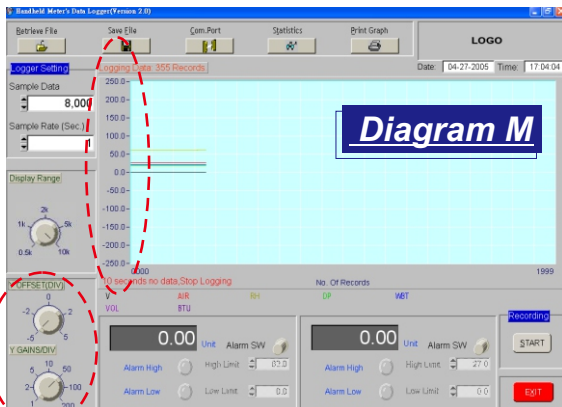 Handheld Meter's Data Logger(Version 2.0)
Retrieve File Save File Com.Port Statistics Print Graph
LOGO
Logger Setting Logging Data: 355 Records Date: 04-27-2005 Time: 17:04:04
Sample Data
8,000
Sample Rate (Sec.)
1
250.0
200.0
150.0
100.0
50.0
0.0
-50.0
-100.0
-150.0
-200.0
-250.0
Diagram M
Display Range
2k
1k 5k
0.5k 10k
0000 1999
10 seconds no data,Stop Logging No. Of Records
Y OFFSET(DIV)
0
-2 2
-5 5
V AIR RH DP WBT
VOL BTU
Y GAINS/DIV
10
5 50
2 100
1 200
0.00 Unit Alarm SW
Alarm High High Limit
Alarm Low Low Limit 0.0
0.00 Unit Alarm SW
Alarm High High Limit 27.0
Alarm Low Low Limit 0.0
Recording
START
EXIT